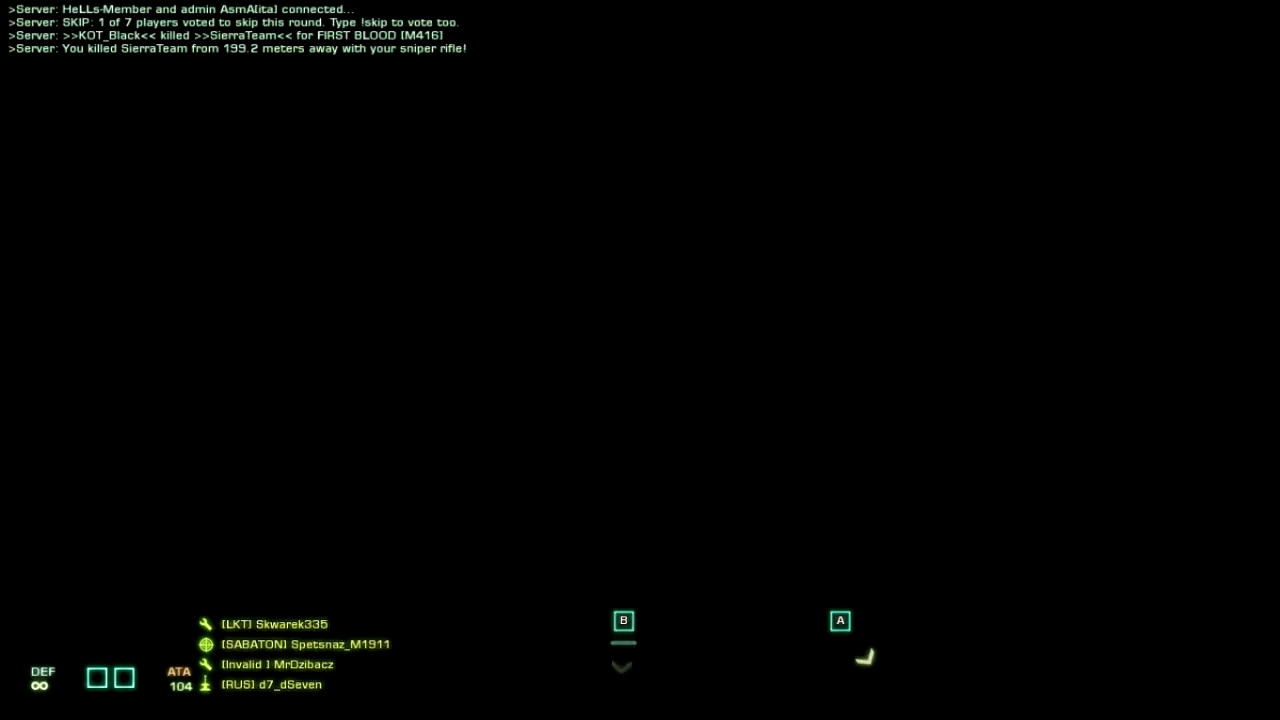 >Server: HeLLs-Member and admin AsmA[ita] connected...
>Server: SKIP: 1 of 7 players voted to skip this round. Type !skip to vote too.
>Server: >>KOT_Black<< killed >>SierraTeam<< for FIRST BLOOD [M416]
>Server: You killed SierraTeam from 199.2 meters away with your sniper rifle!
B
A
[LKT] Skwarek335
[SABATON] Spetsnaz_M1911
[Invalid ] MrDzibacz
[RUS] d7_dSeven
DEF
∞
ATA
104